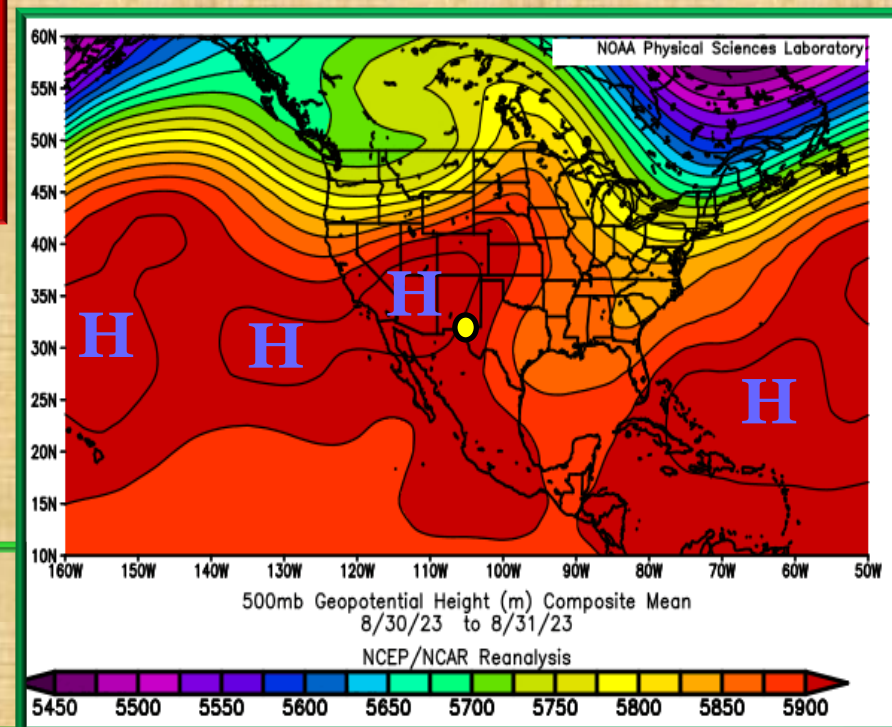 NOAA Physical Sciences Laboratory
60N
55N
50N
45N
40N
35N
30N
25N
20N
15N
10N
H
H
H
H
160W 150W 140W 130W 120W 110W 100W 90W 80W 70W 60W 50W
500mb Geopotential Height (m) Composite Mean
8/30/23 to 8/31/23
NCEP/NCAR Reanalysis
5450 5500 5550 5600 5650 5700 5750 5800 5850 5900